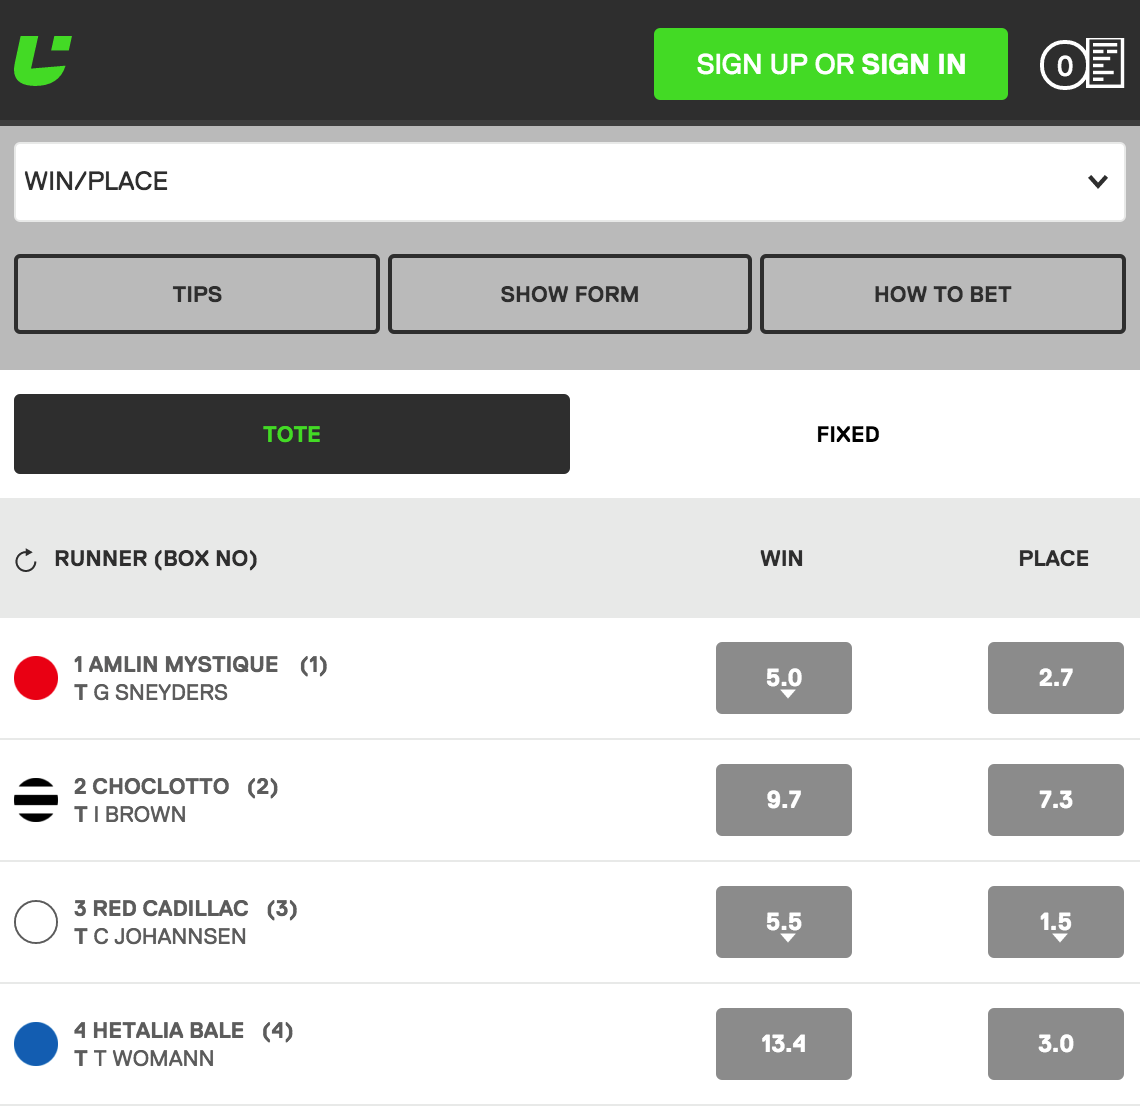 SIGN UP OR SIGN IN
0
WIN/PLACE
TIPS SHOW FORM HOW TO BET
TOTE FIXED
RUNNER (BOX NO) WIN PLACE
1 AMLIN MYSTIQUE (1)
T G SNEYDERS
5.0 2.7
2 CHOCLOTTO (2)
T I BROWN
9.7 7.3
3 RED CADILLAC (3)
T C JOHANNSEN
5.5 1.5
4 HETALIA BALE (4)
T T WOMANN
13.4 3.0